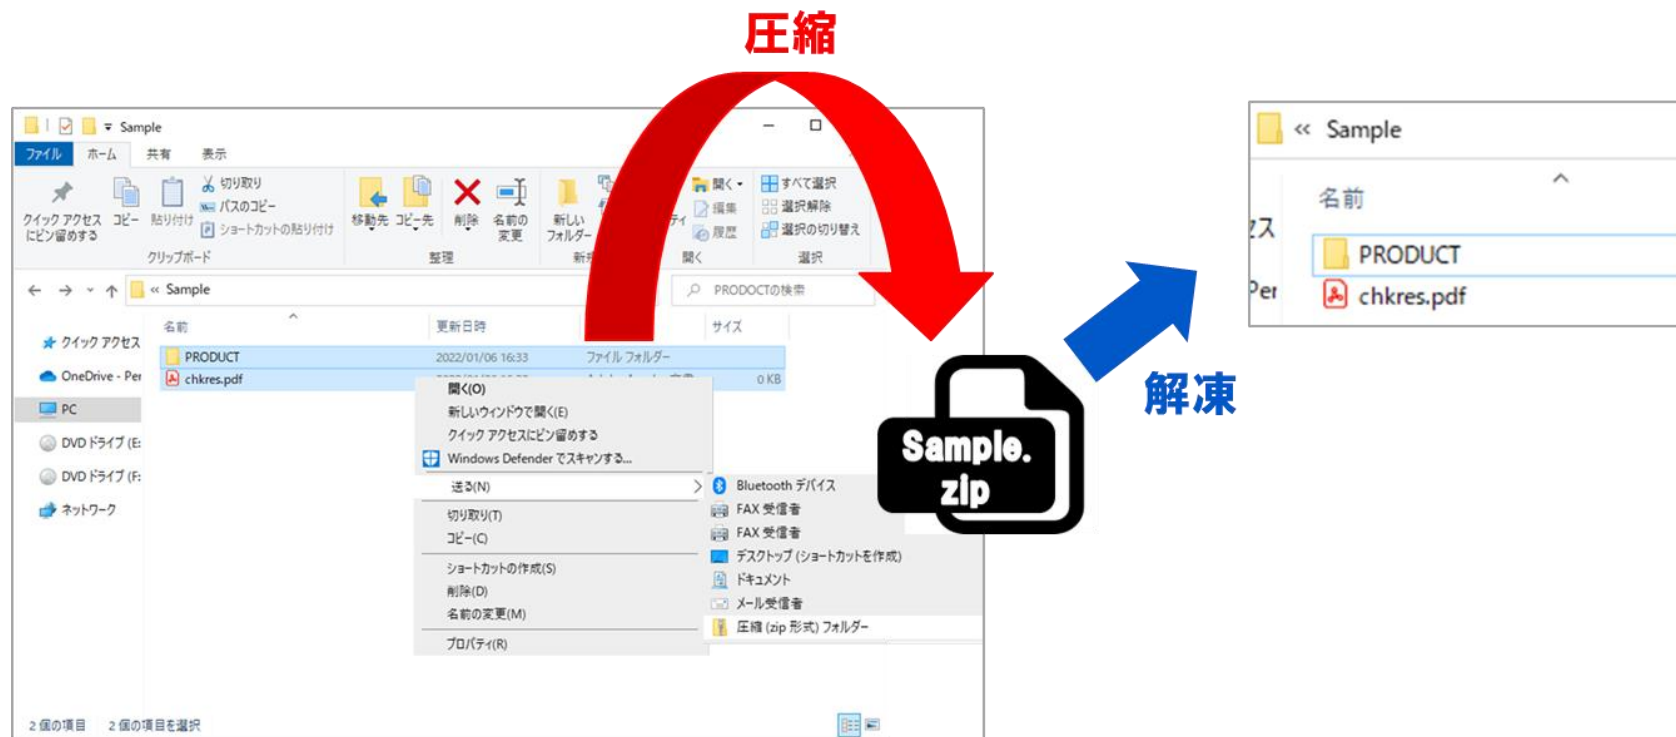 圧縮
Sample
ファイル ホーム 共有 表示
クイック アクセス
にピン留めする
コピー
貼り付け
切り取り
パスのコピー
ショートカットの貼り付け
クリップボード
移動先
コピー先
削除
名前の
変更
整理
新しい
フォルダー
開く
編集
履歴
開く
すべて選択
選択解除
選択の切り替え
選択
« Sample
PRODOCTの検索
名前 更新日時 サイズ
クイック アクセス
OneDrive - Per
PC
DVD ドライブ (E:
DVD ドライブ (F:
ネットワーク
PRODUCT 2022/01/06 16:33 ファイル フォルダー
chkres.pdf 0 KB
開く(O)
新しいウィンドウで開く(E)
クイック アクセスにピン留めする
Windows Defender でスキャンする...
送る(N)
切り取り(T)
コピー(C)
ショートカットの作成(S)
削除(D)
名前の変更(M)
プロパティ(R)
Bluetooth デバイス
FAX 受信者
FAX 受信者
デスクトップ (ショートカットを作成)
ドキュメント
メール受信者
圧縮 (zip 形式) フォルダー
2 個の項目 2 個の項目を選択
Sample.
zip
解凍
« Sample
名前
PRODUCT
chkres.pdf
Per